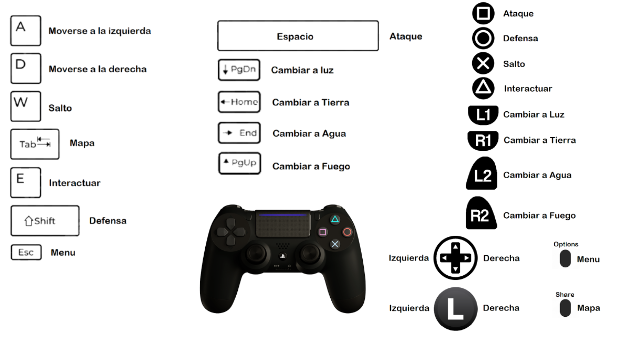 A Moverse a la izquierda
D Moverse a la derecha
W Salto
Tab Mapa
E Interactuar
Shift Defensa
Esc Menu
Espacio Ataque
PgDn Cambiar a luz
Home Cambiar a Tierra
End Cambiar a Agua
PgUp Cambiar a Fuego
Ataque
Defensa
Salto
Interactuar
L1 Cambiar a Luz
R1 Cambiar a Tierra
L2 Cambiar a Agua
R2 Cambiar a Fuego
Izquierda Derecha
Options
Menu
Izquierda L Derecha
Share
Mapa